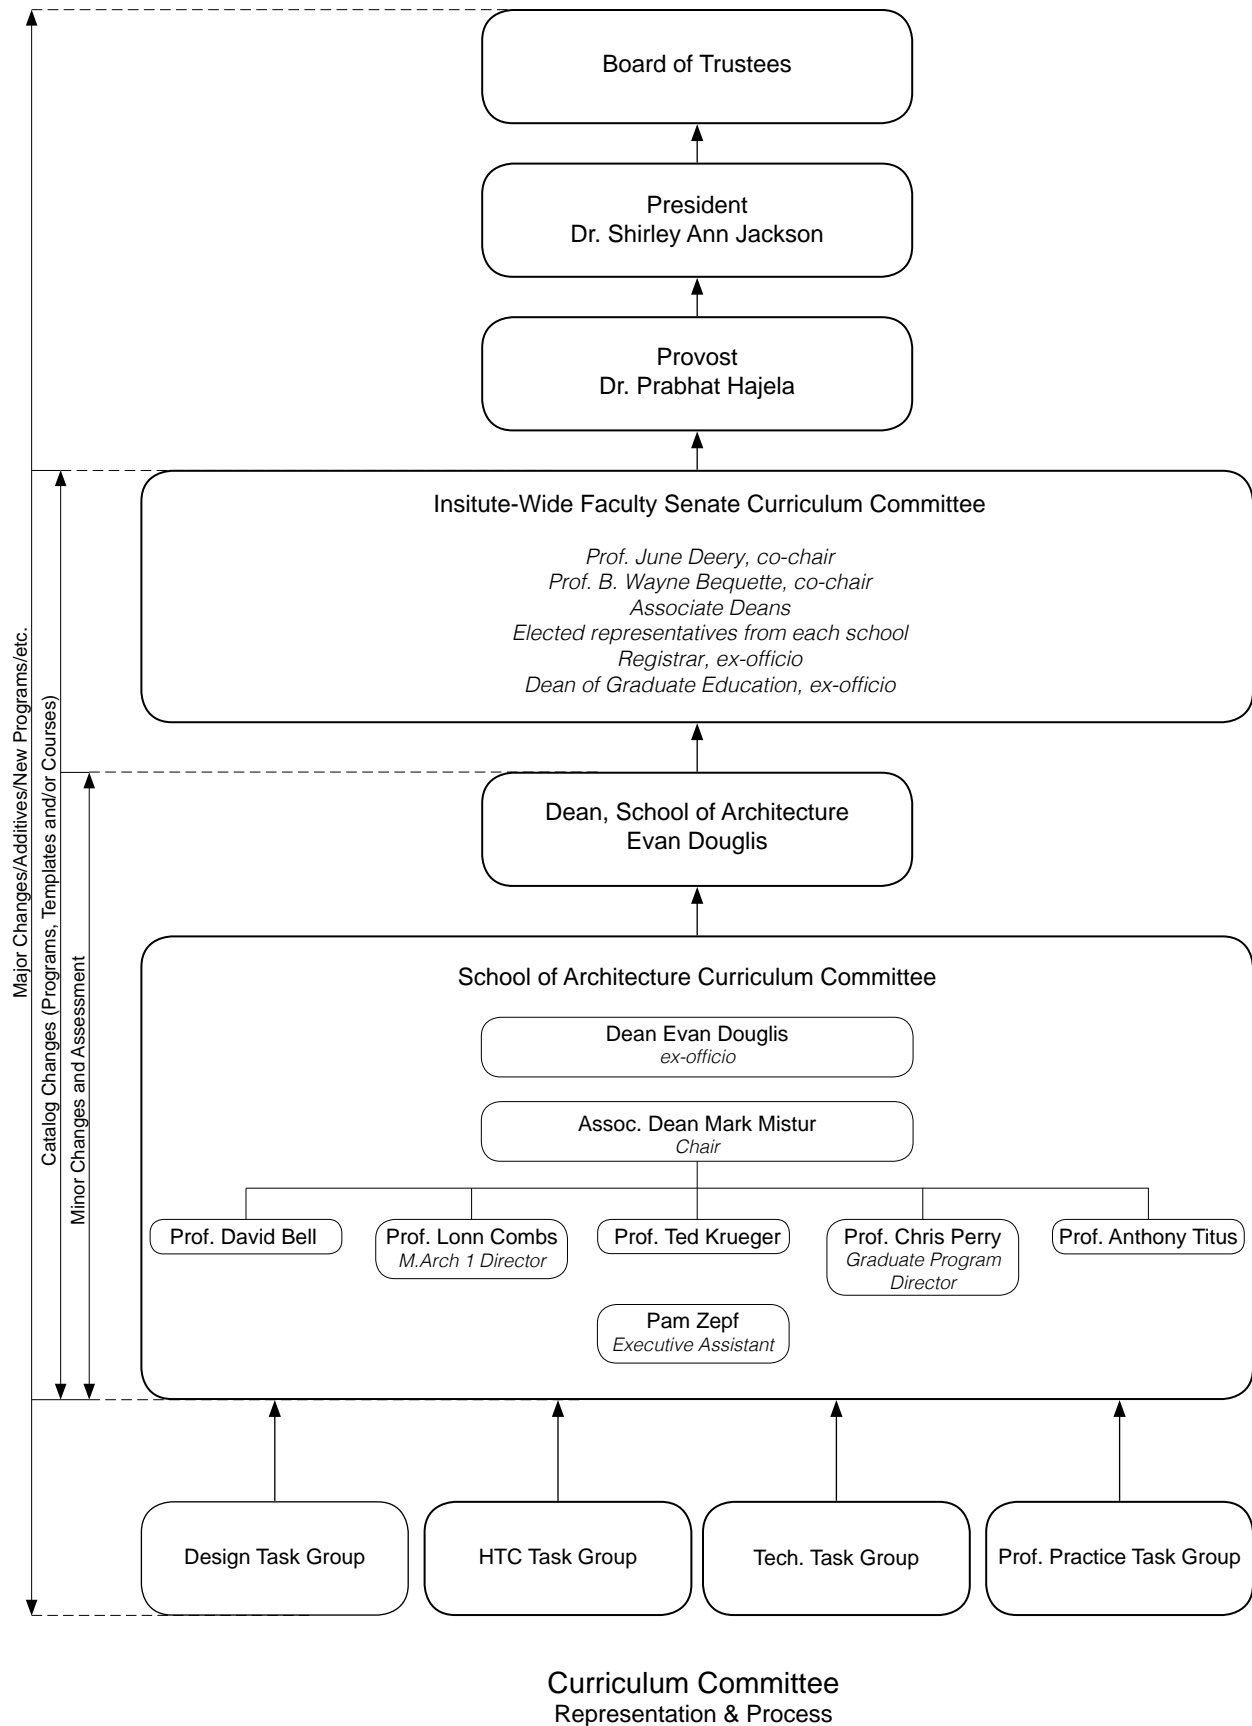 Board of Trustees
President
Dr. Shirley Ann Jackson
Provost
Dr. Prabhat Hajela
Insitute-Wide Faculty Senate Curriculum Committee
Prof. June Deery, co-chair
Prof. B. Wayne Bequette, co-chair
Associate Deans
Elected representatives from each school
Registrar, ex-officio
Dean of Graduate Education, ex-officio
Major Changes/Additives/New Programs/etc.
Catalog Changes (Programs, Templates and/or Courses)
Minor Changes and Assessment
Dean, School of Architecture
Evan Douglis
School of Architecture Curriculum Committee
Dean Evan Douglis
ex-officio
Assoc. Dean Mark Mistur
Chair
Prof. David Bell
Prof. Lonn Combs
M.Arch 1 Director
Prof. Ted Krueger
Prof. Chris Perry
Graduate Program
Director
Prof. Anthony Titus
Pam Zepf
Executive Assistant
Design Task Group
HTC Task Group
Tech. Task Group
Prof. Practice Task Group
Curriculum Committee
Representation & Process